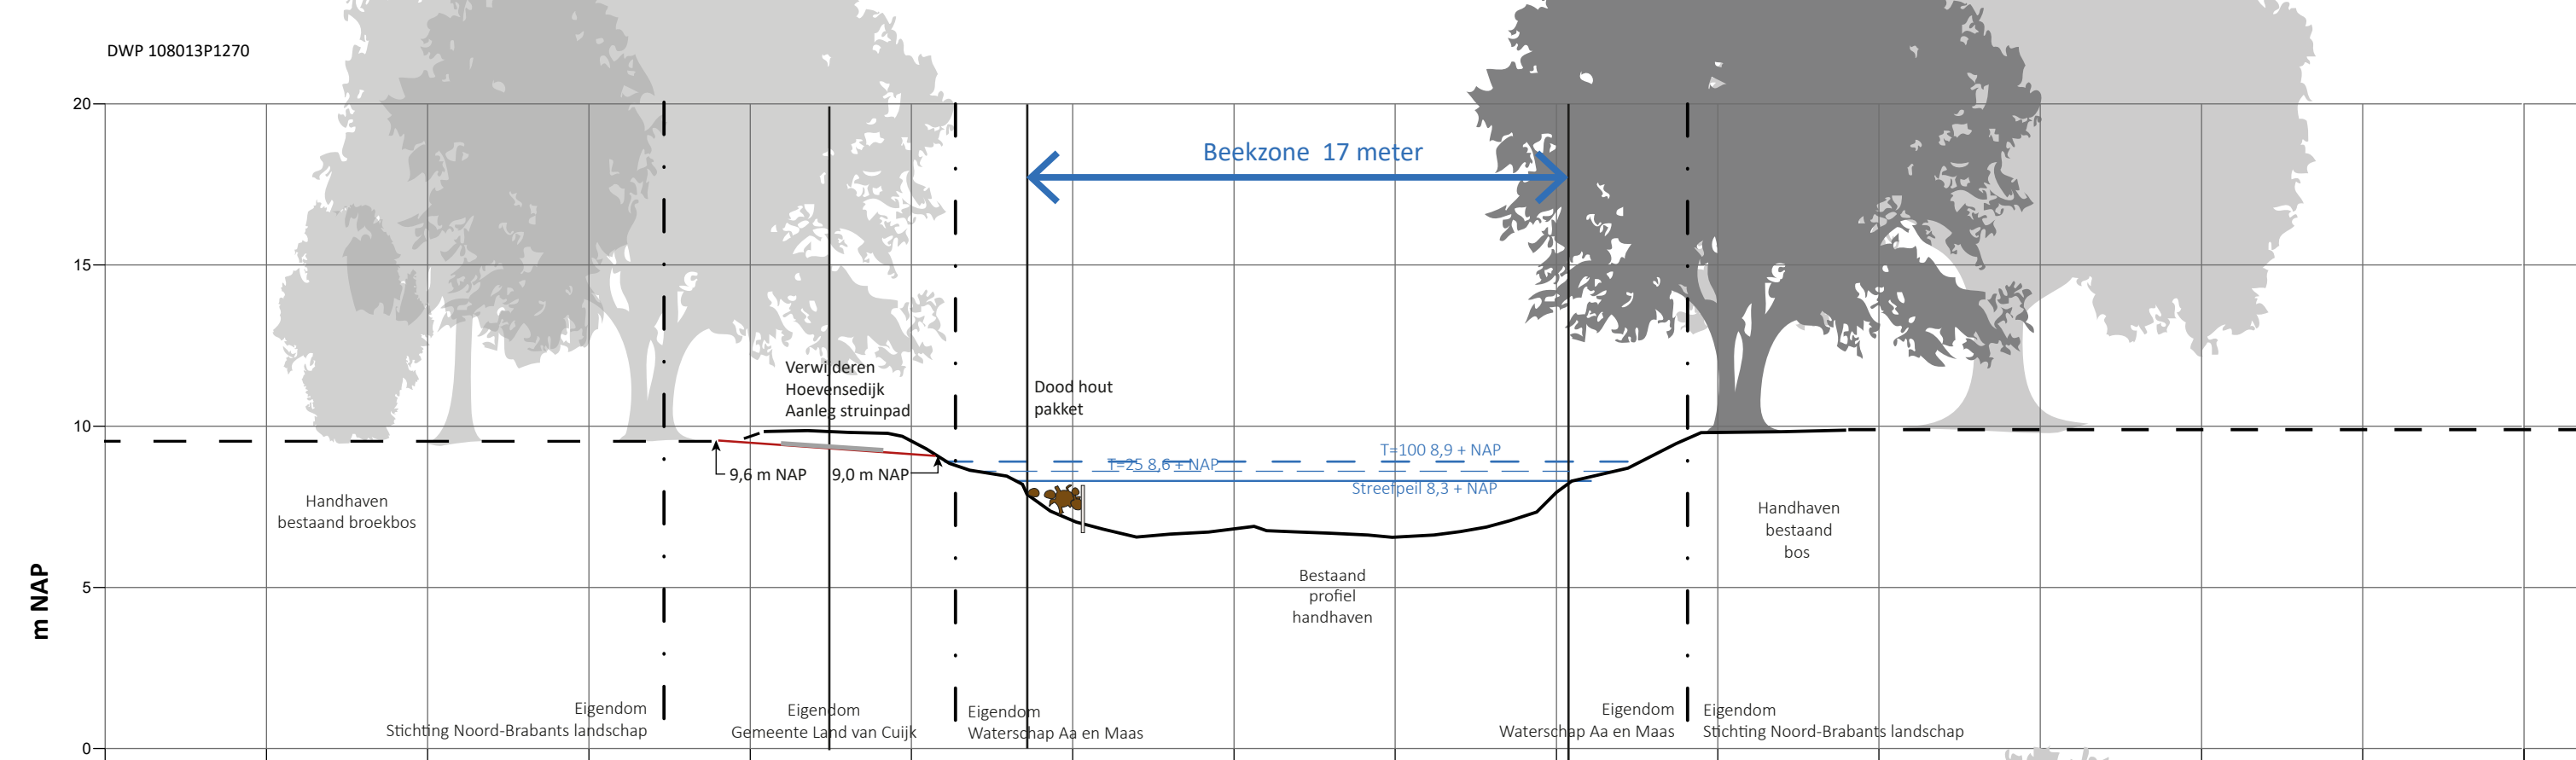 DWP 108013P1270
20
Beekzone 17 meter
15
Verwijderen
Hoevensedijk
Aanleg struinpad
Dood hout
pakket
10
T=100 8,9 + NAP
T=25 8,6 + NAP
9,6 m NAP
9,0 m NAP
Streefpeil 8,3 + NAP
Handhaven
bestaand broekbos
Handhaven
bestaand
bos
5
m NAP
Bestaand
profiel
handhaven
Eigendom
Stichting Noord-Brabants landschap
Eigendom
Gemeente Land van Cuijk
Eigendom
Waterschap Aa en Maas
Eigendom
Waterschap Aa en Maas
Eigendom
Stichting Noord-Brabants landschap
0